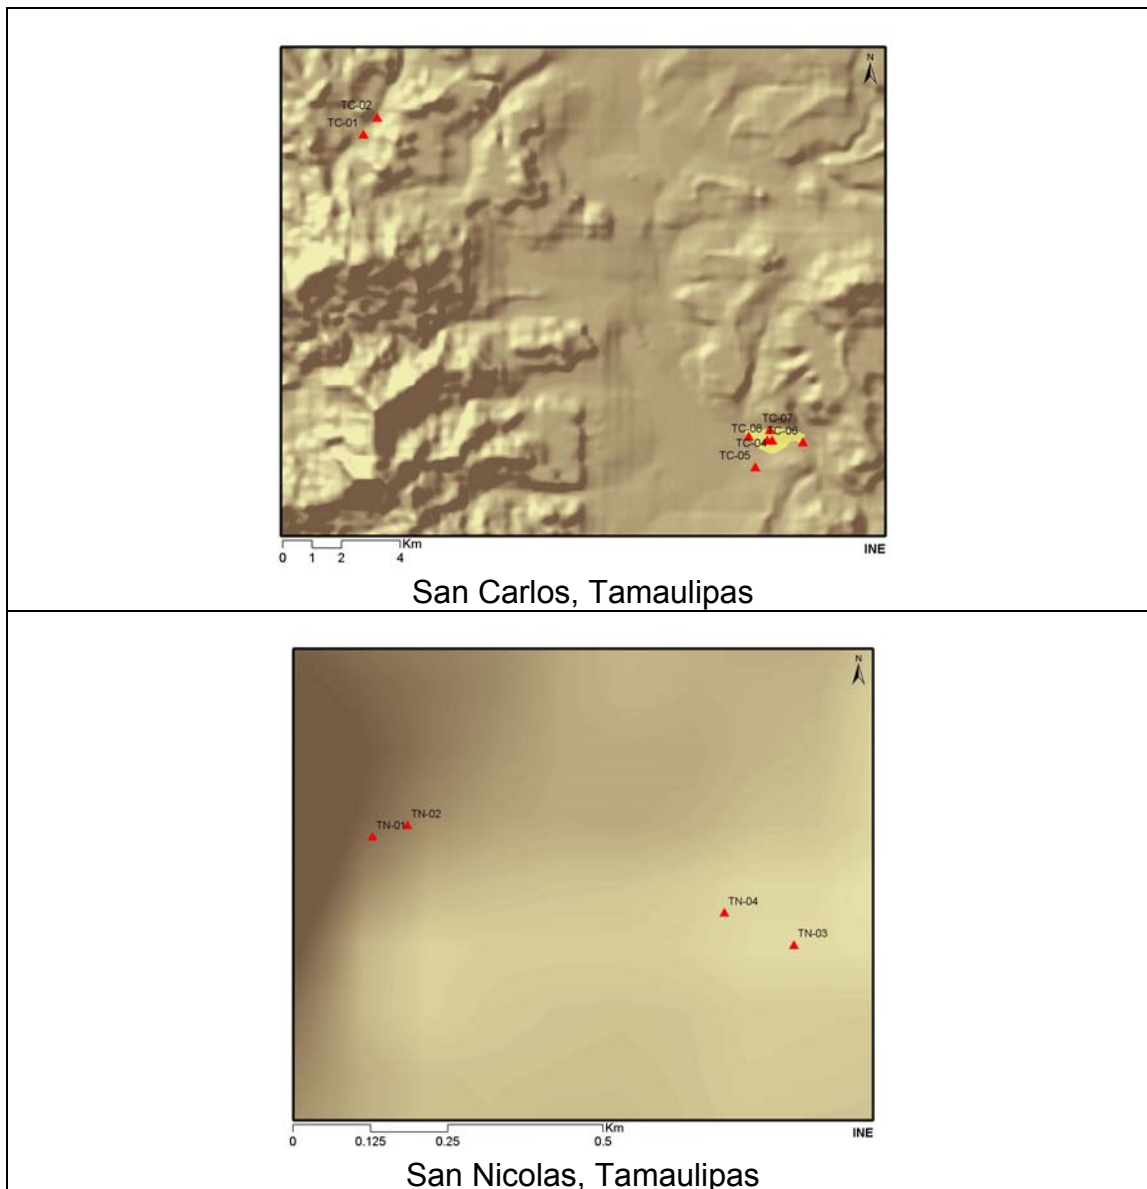 N
TC-02
TC-01
TC-07
TC-08 TC-06
TC-04
TC-05
Km
0 1 2 4
INE
San Carlos, Tamaulipas
N
TN-02
TN-01
TN-04
TN-03
Km
0 0.125 0.25 0.5
INE
San Nicolas, Tamaulipas